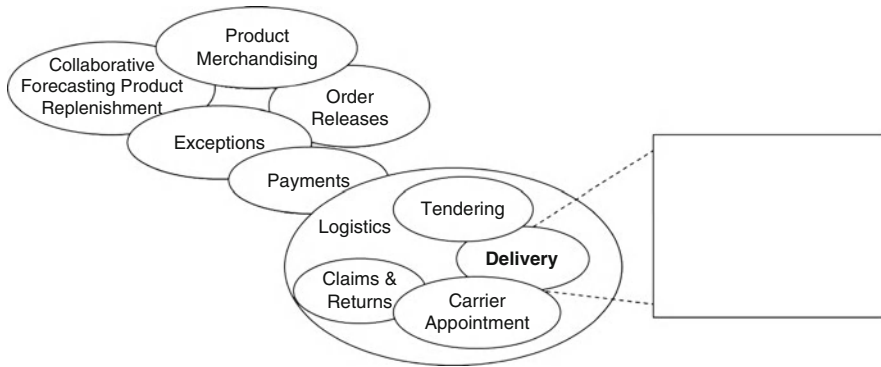 Product
Merchandising
Collaborative
Forecasting Product
Replenishment
Order
Releases
Exceptions
Payments
Tendering
Logistics
Delivery
Claims &
Returns
Carrier
Appointment